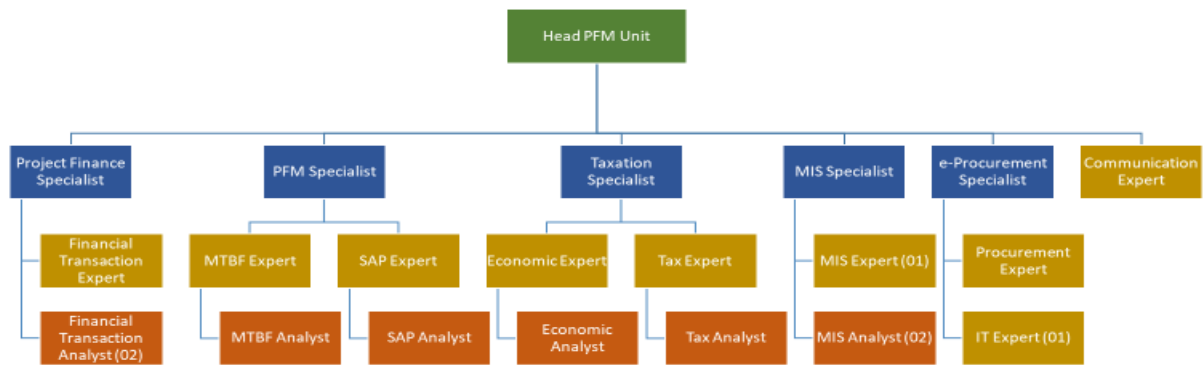 Head PFM Unit
Project Finance
Specialist
PFM Specialist
Taxation
Specialist
MIS Specialist
e-Procurement
Specialist
Communication
Expert
Financial
Transaction
Expert
MTBF Expert
SAP Expert
Economic Expert
Tax Expert
MIS Expert (01)
Procurement
Expert
Financial
Transaction
Analyst (02)
MTBF Analyst
SAP Analyst
Economic
Analyst
Tax Analyst
MIS Analyst (02)
IT Expert (01)